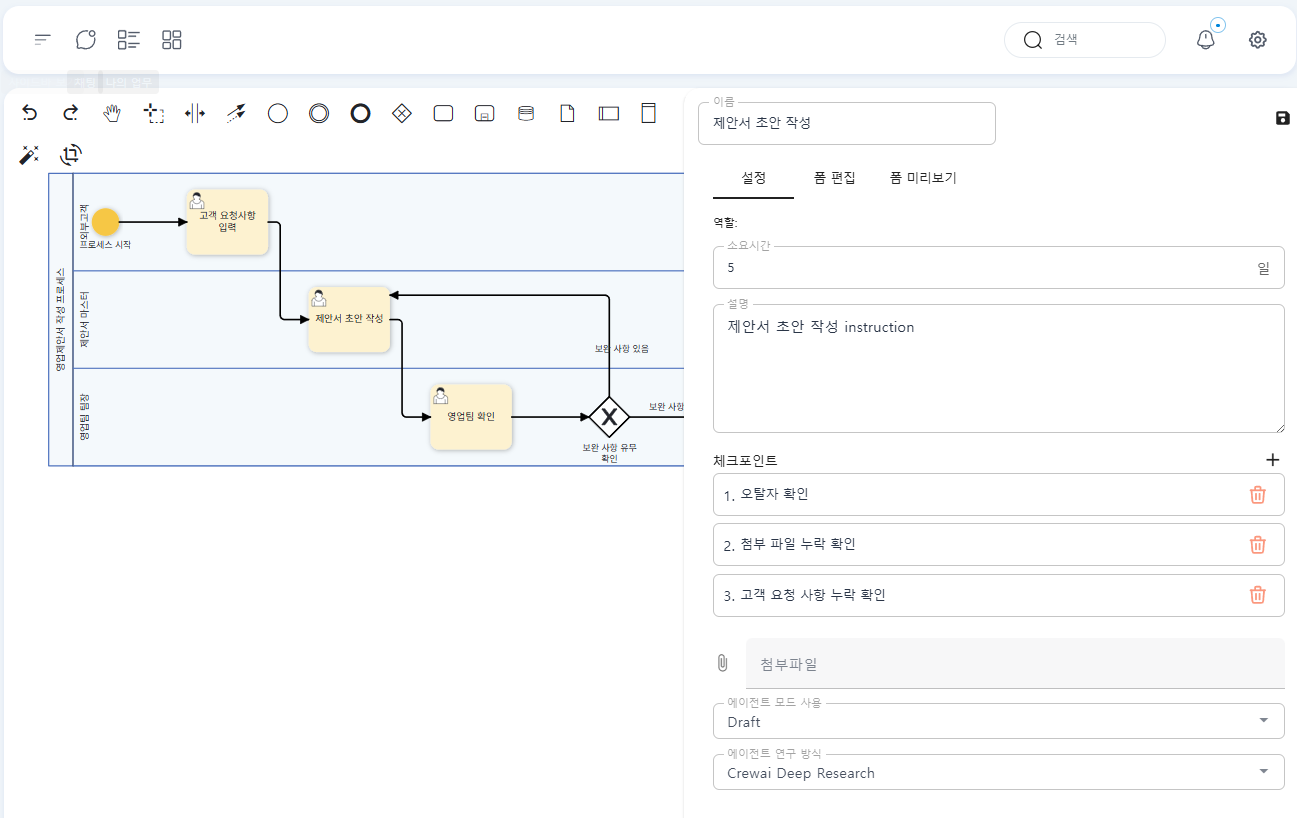 검색
이름
제안서 초안 작성
설정
폼 편집
폼 미리보기
역할:
소요시간
5
일
설명
제안서 초안 작성 instruction
체크포인트
1. 오탈자 확인
2. 첨부 파일 누락 확인
3. 고객 요청 사항 누락 확인
첨부파일
에이전트 모드 사용
Draft
에이전트 연구 방식
Crewai Deep Research
영업제안서 작성 프로세스
외부고객
프로세스 시작
고객 요청사항
입력
제안서 마스터
제안서 초안 작성
보완 사항 있음
영업팀 팀장
영업팀 확인
보완 사항 유무
확인
보완 사항